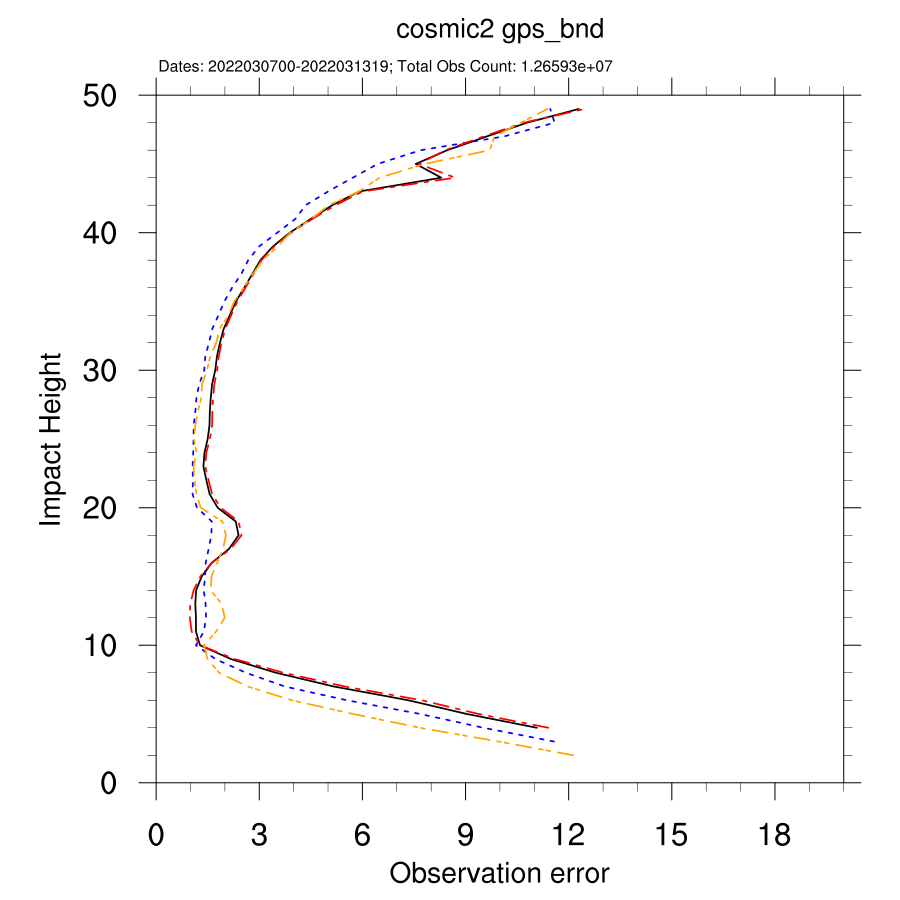 cosmic2 gps_bnd
Dates: 2022030700-2022031319; Total Obs Count: 1.26593e+07
50
40
30
20
10
0
Impact Height
0 3 6 9 12 15 18
Observation error